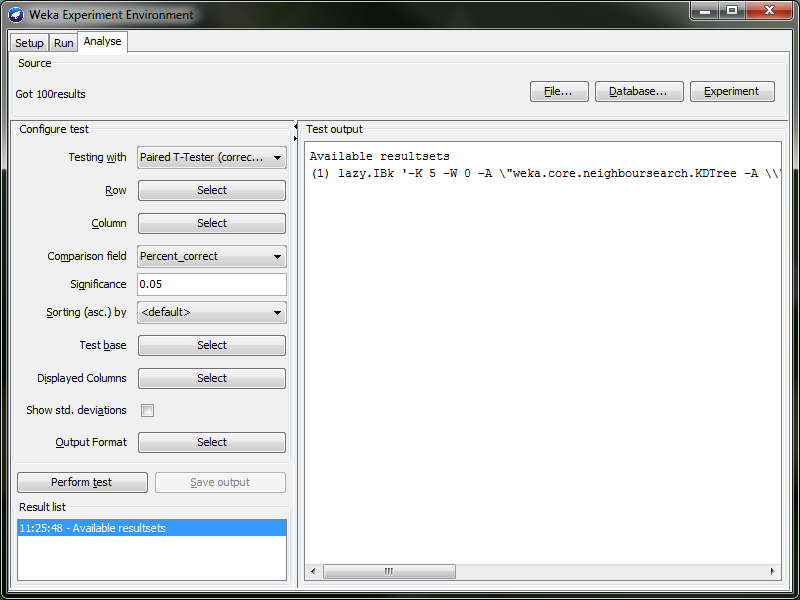 Weka Experiment Environment
Setup Run Analyse
Source
Got 100results
File... Database... Experiment
Configure test
Testing with Paired T-Tester (correc...
Row Select
Column Select
Comparison field Percent_correct
Significance 0.05
Sorting (asc.) by <default>
Test base Select
Displayed Columns Select
Show std. deviations
Output Format Select
Perform test Save output
Result list
11:25:48 - Available resultsets
Test output
Available resultsets
(1) lazy.IBk '-K 5 -W 0 -A \"weka.core.neighboursearch.KDTree -A \\